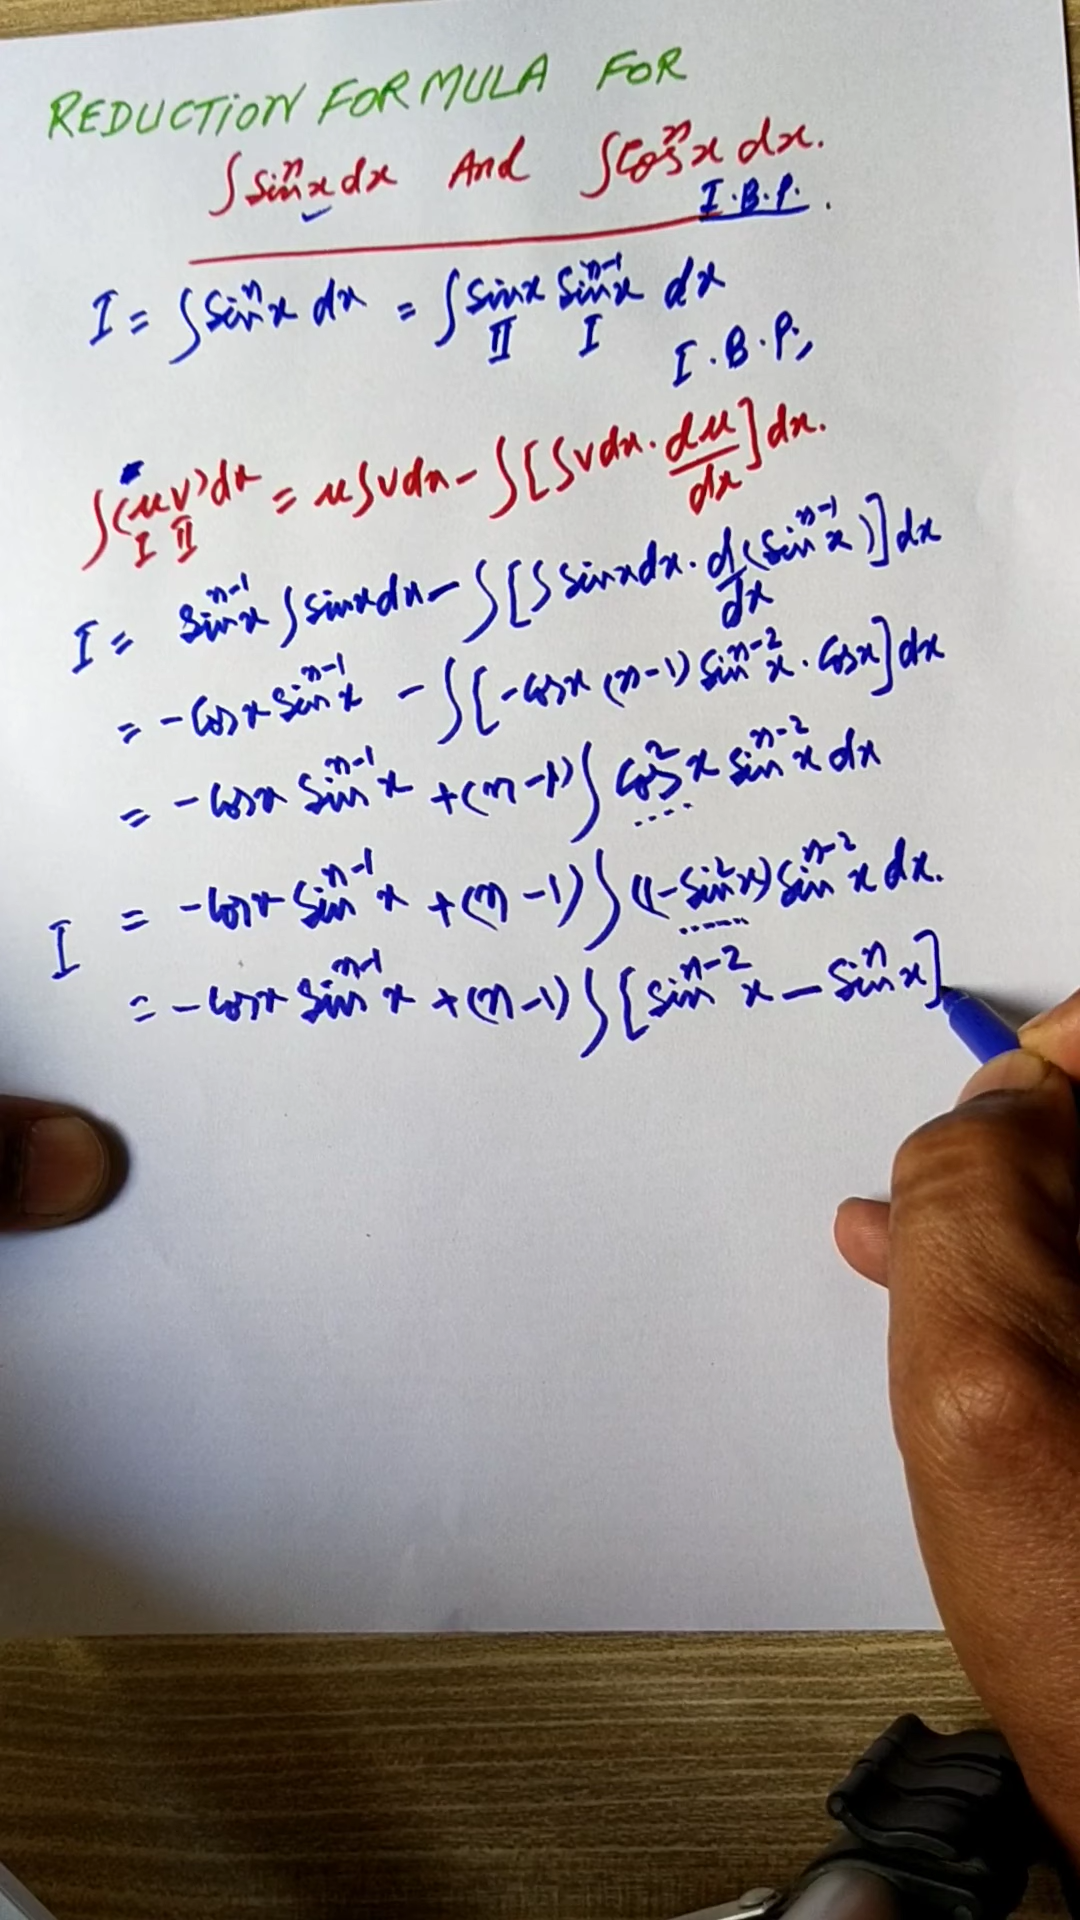 REDUCTION FORMULA FOR
∫sinⁿx dx And ∫Cosⁿx dx.
I.B.P.
I = ∫Sinⁿx dx = ∫Sinx Sinⁿ⁻¹x dx
II I I.B.P.,
∫(uv)dx = u∫vdx - ∫[∫vdx. du/dx]dx.
I II
I = Sinⁿ⁻¹x ∫sinxdx - ∫[∫sinxdx. d/dx(Sinⁿ⁻¹x)]dx
= -Cosx Sinⁿ⁻¹x - ∫[-cosx (n-1) Sinⁿ⁻²x. Cosx]dx
= -Cosx Sinⁿ⁻¹x +(n-1)∫ Cos²x Sinⁿ⁻²x dx
I = -Cosx Sinⁿ⁻¹x +(n-1)∫(1-Sin²x)Sinⁿ⁻²x dx.
= -Cosx Sinⁿ⁻¹x +(n-1)∫[Sinⁿ⁻²x - Sinⁿx]